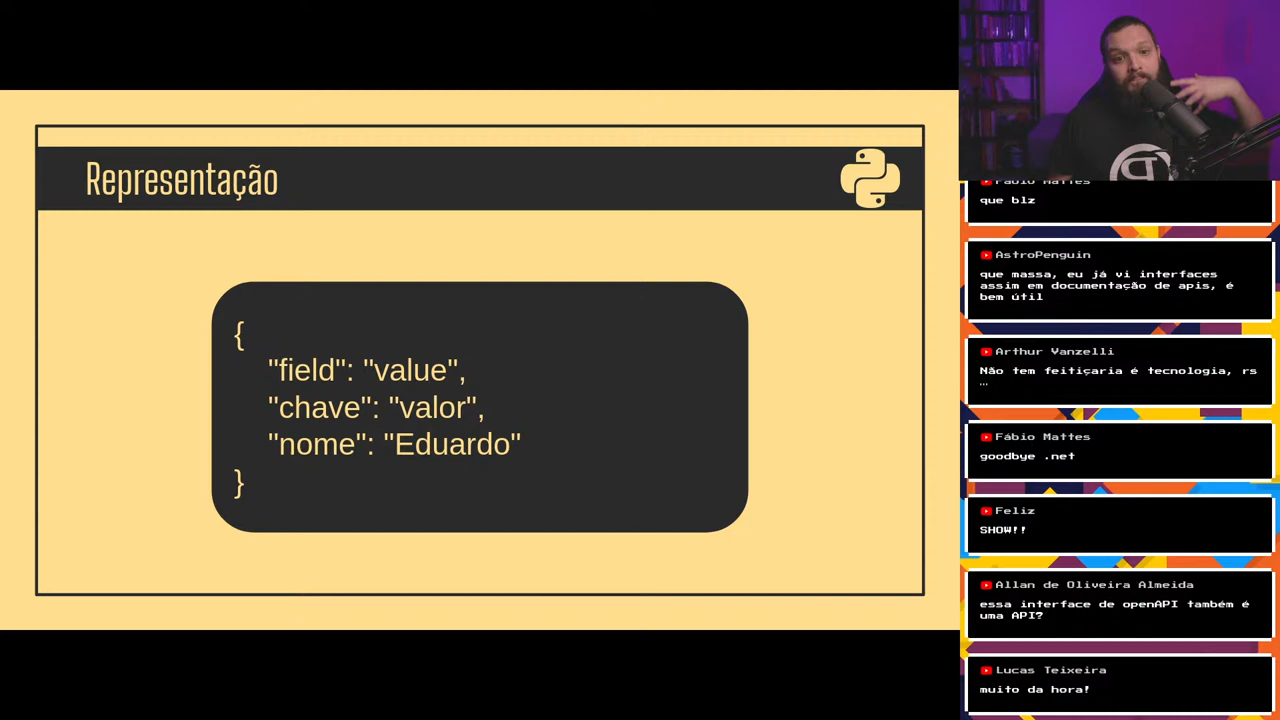 Representação
{
"field": "value",
"chave": "valor",
"nome": "Eduardo"
}
Fábio Mattes
que blz
AstroPenguin
que massa, eu já vi interfaces
assim em documentação de apis, é
bem útil
Arthur Vanzelli
Não tem feitiçaria é tecnologia, rs
…
Fábio Mattes
goodbye .net
Feliz
SHOW!!
Allan de Oliveira Almeida
essa interface de openAPI também é
uma API?
Lucas Teixeira
muito da hora!